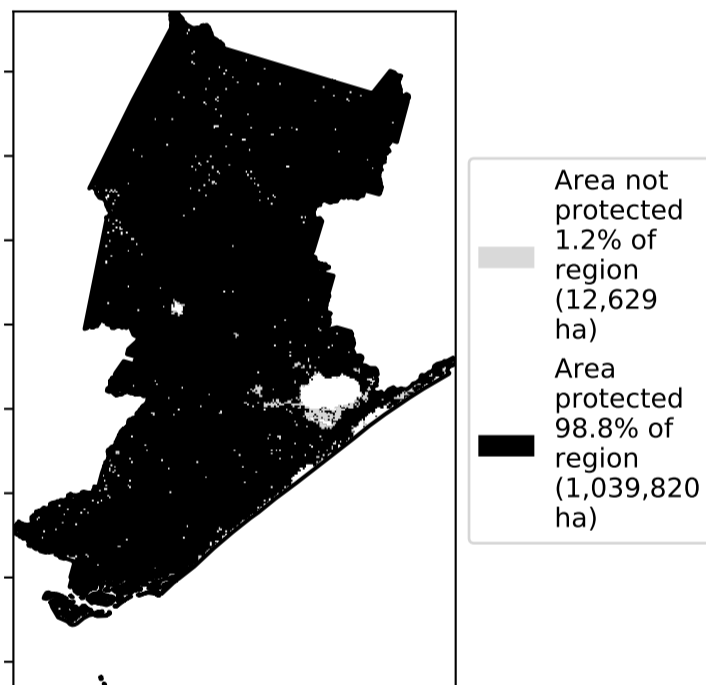 Area not
protected
1.2% of
region
(12,629
ha)
Area
protected
98.8% of
region
(1,039,820
ha)